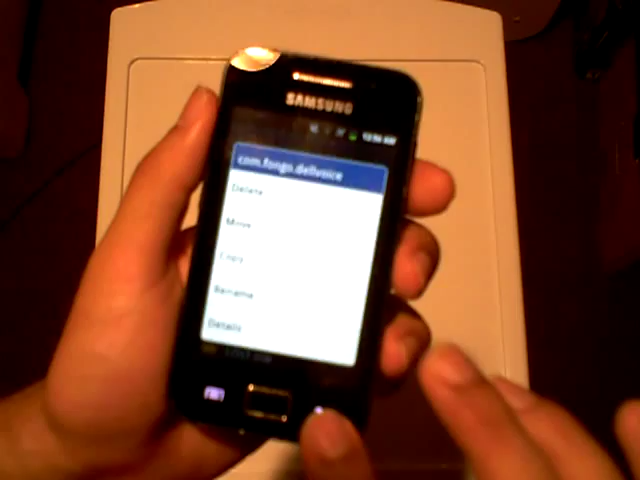 SAMSUNG
com.fongo.dellvoice
Delete
Move
Copy
Rename
Details